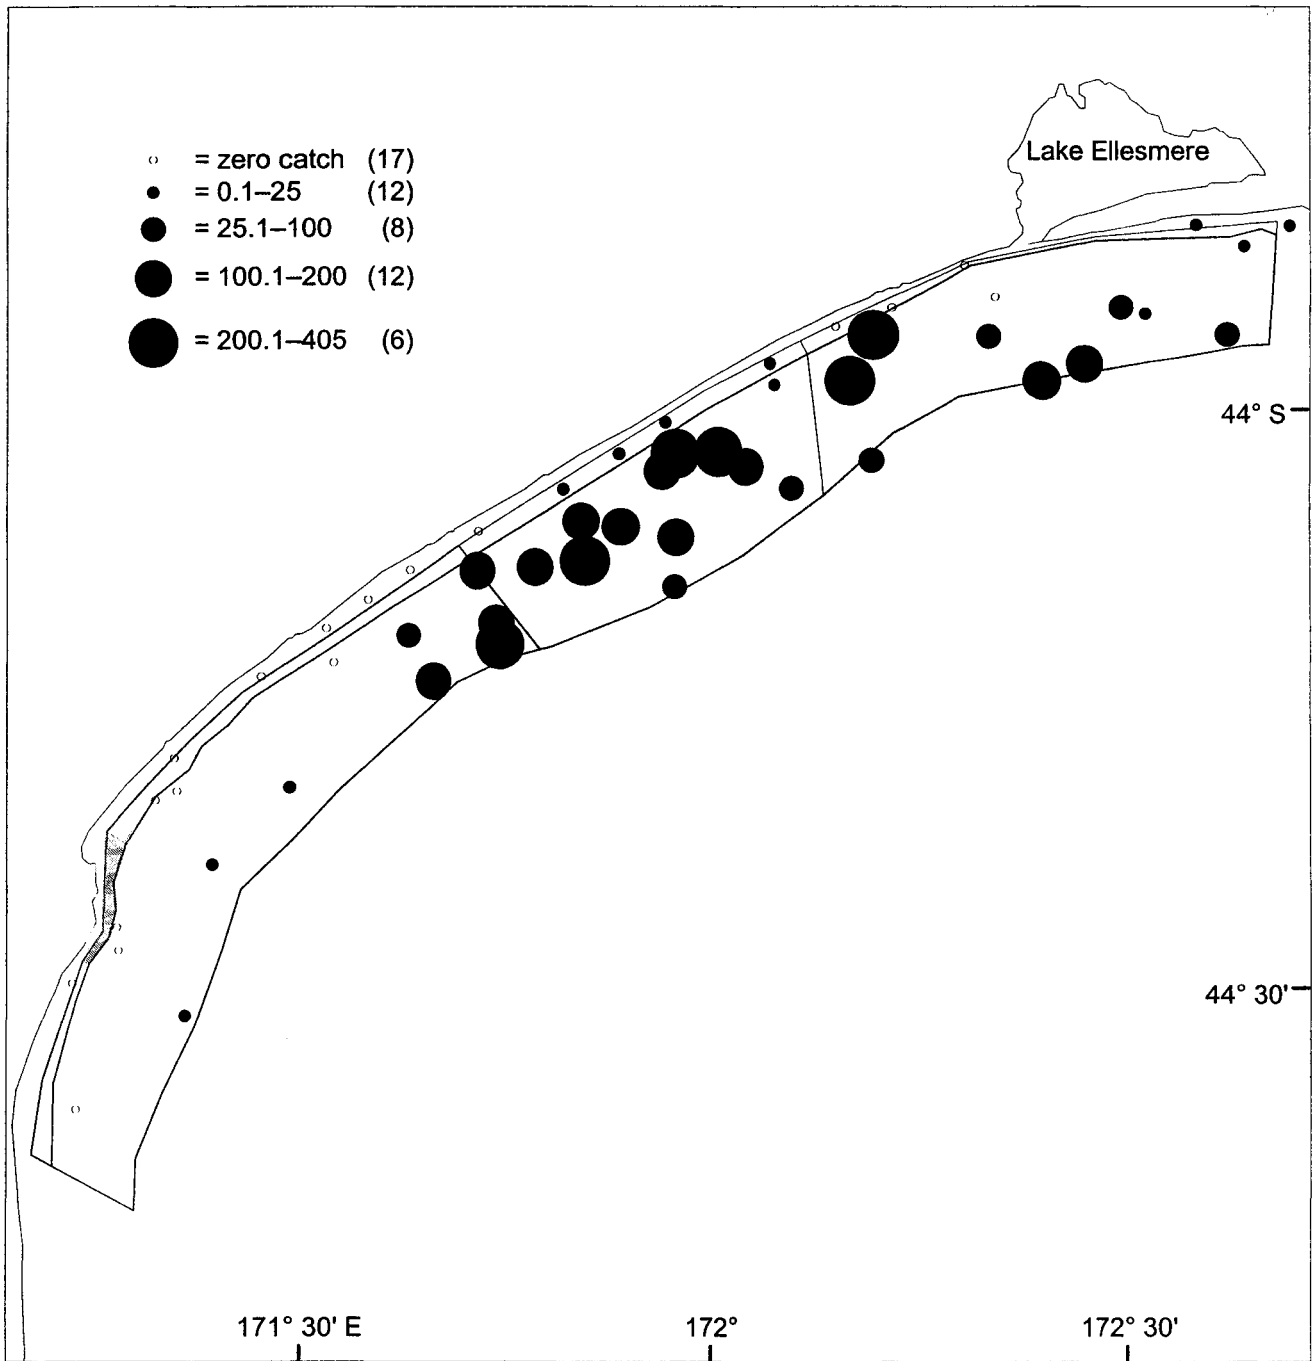 Lake Ellesmere
= zero catch (17)
= 0.1–25 (12)
= 25.1–100 (8)
= 100.1–200 (12)
= 200.1–405 (6)
44° S
44° 30'
171° 30' E 172° 172° 30'